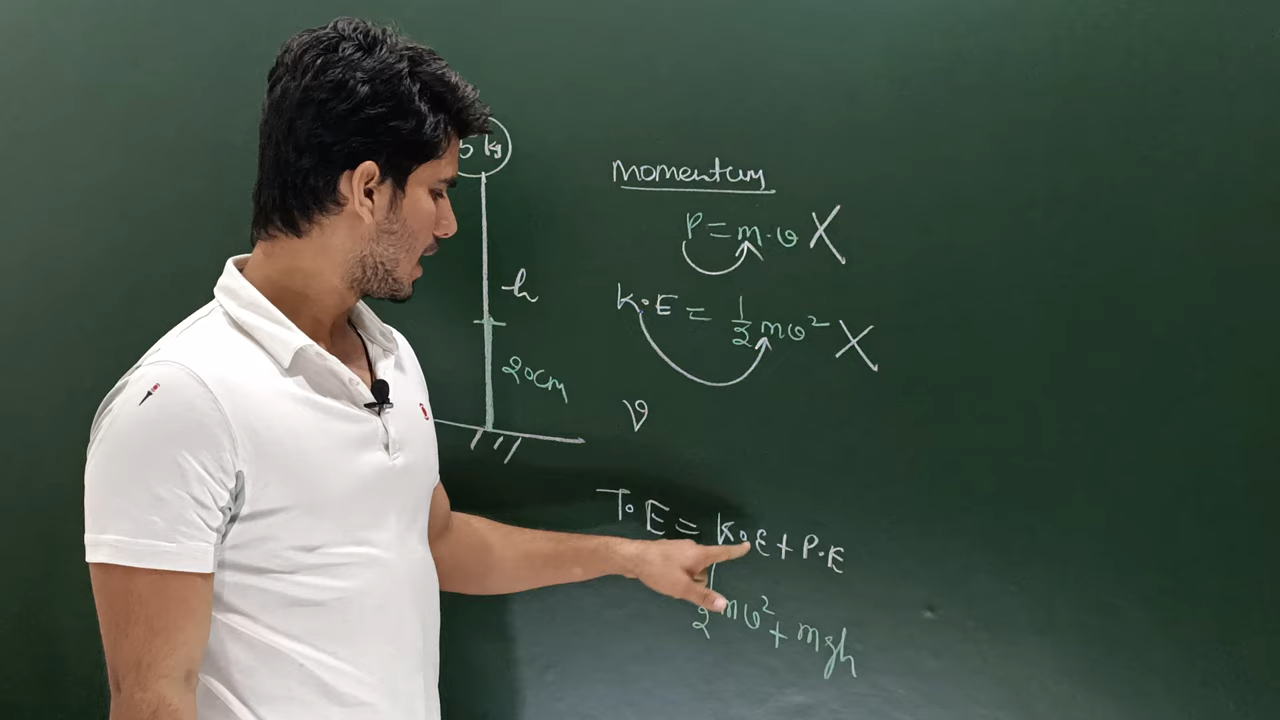 5 kg
momentum
P = m.v X
h
K.E = 1/2 mv² X
20cm
V
T.E = K.E + P.E
1/2 mv² + mgh